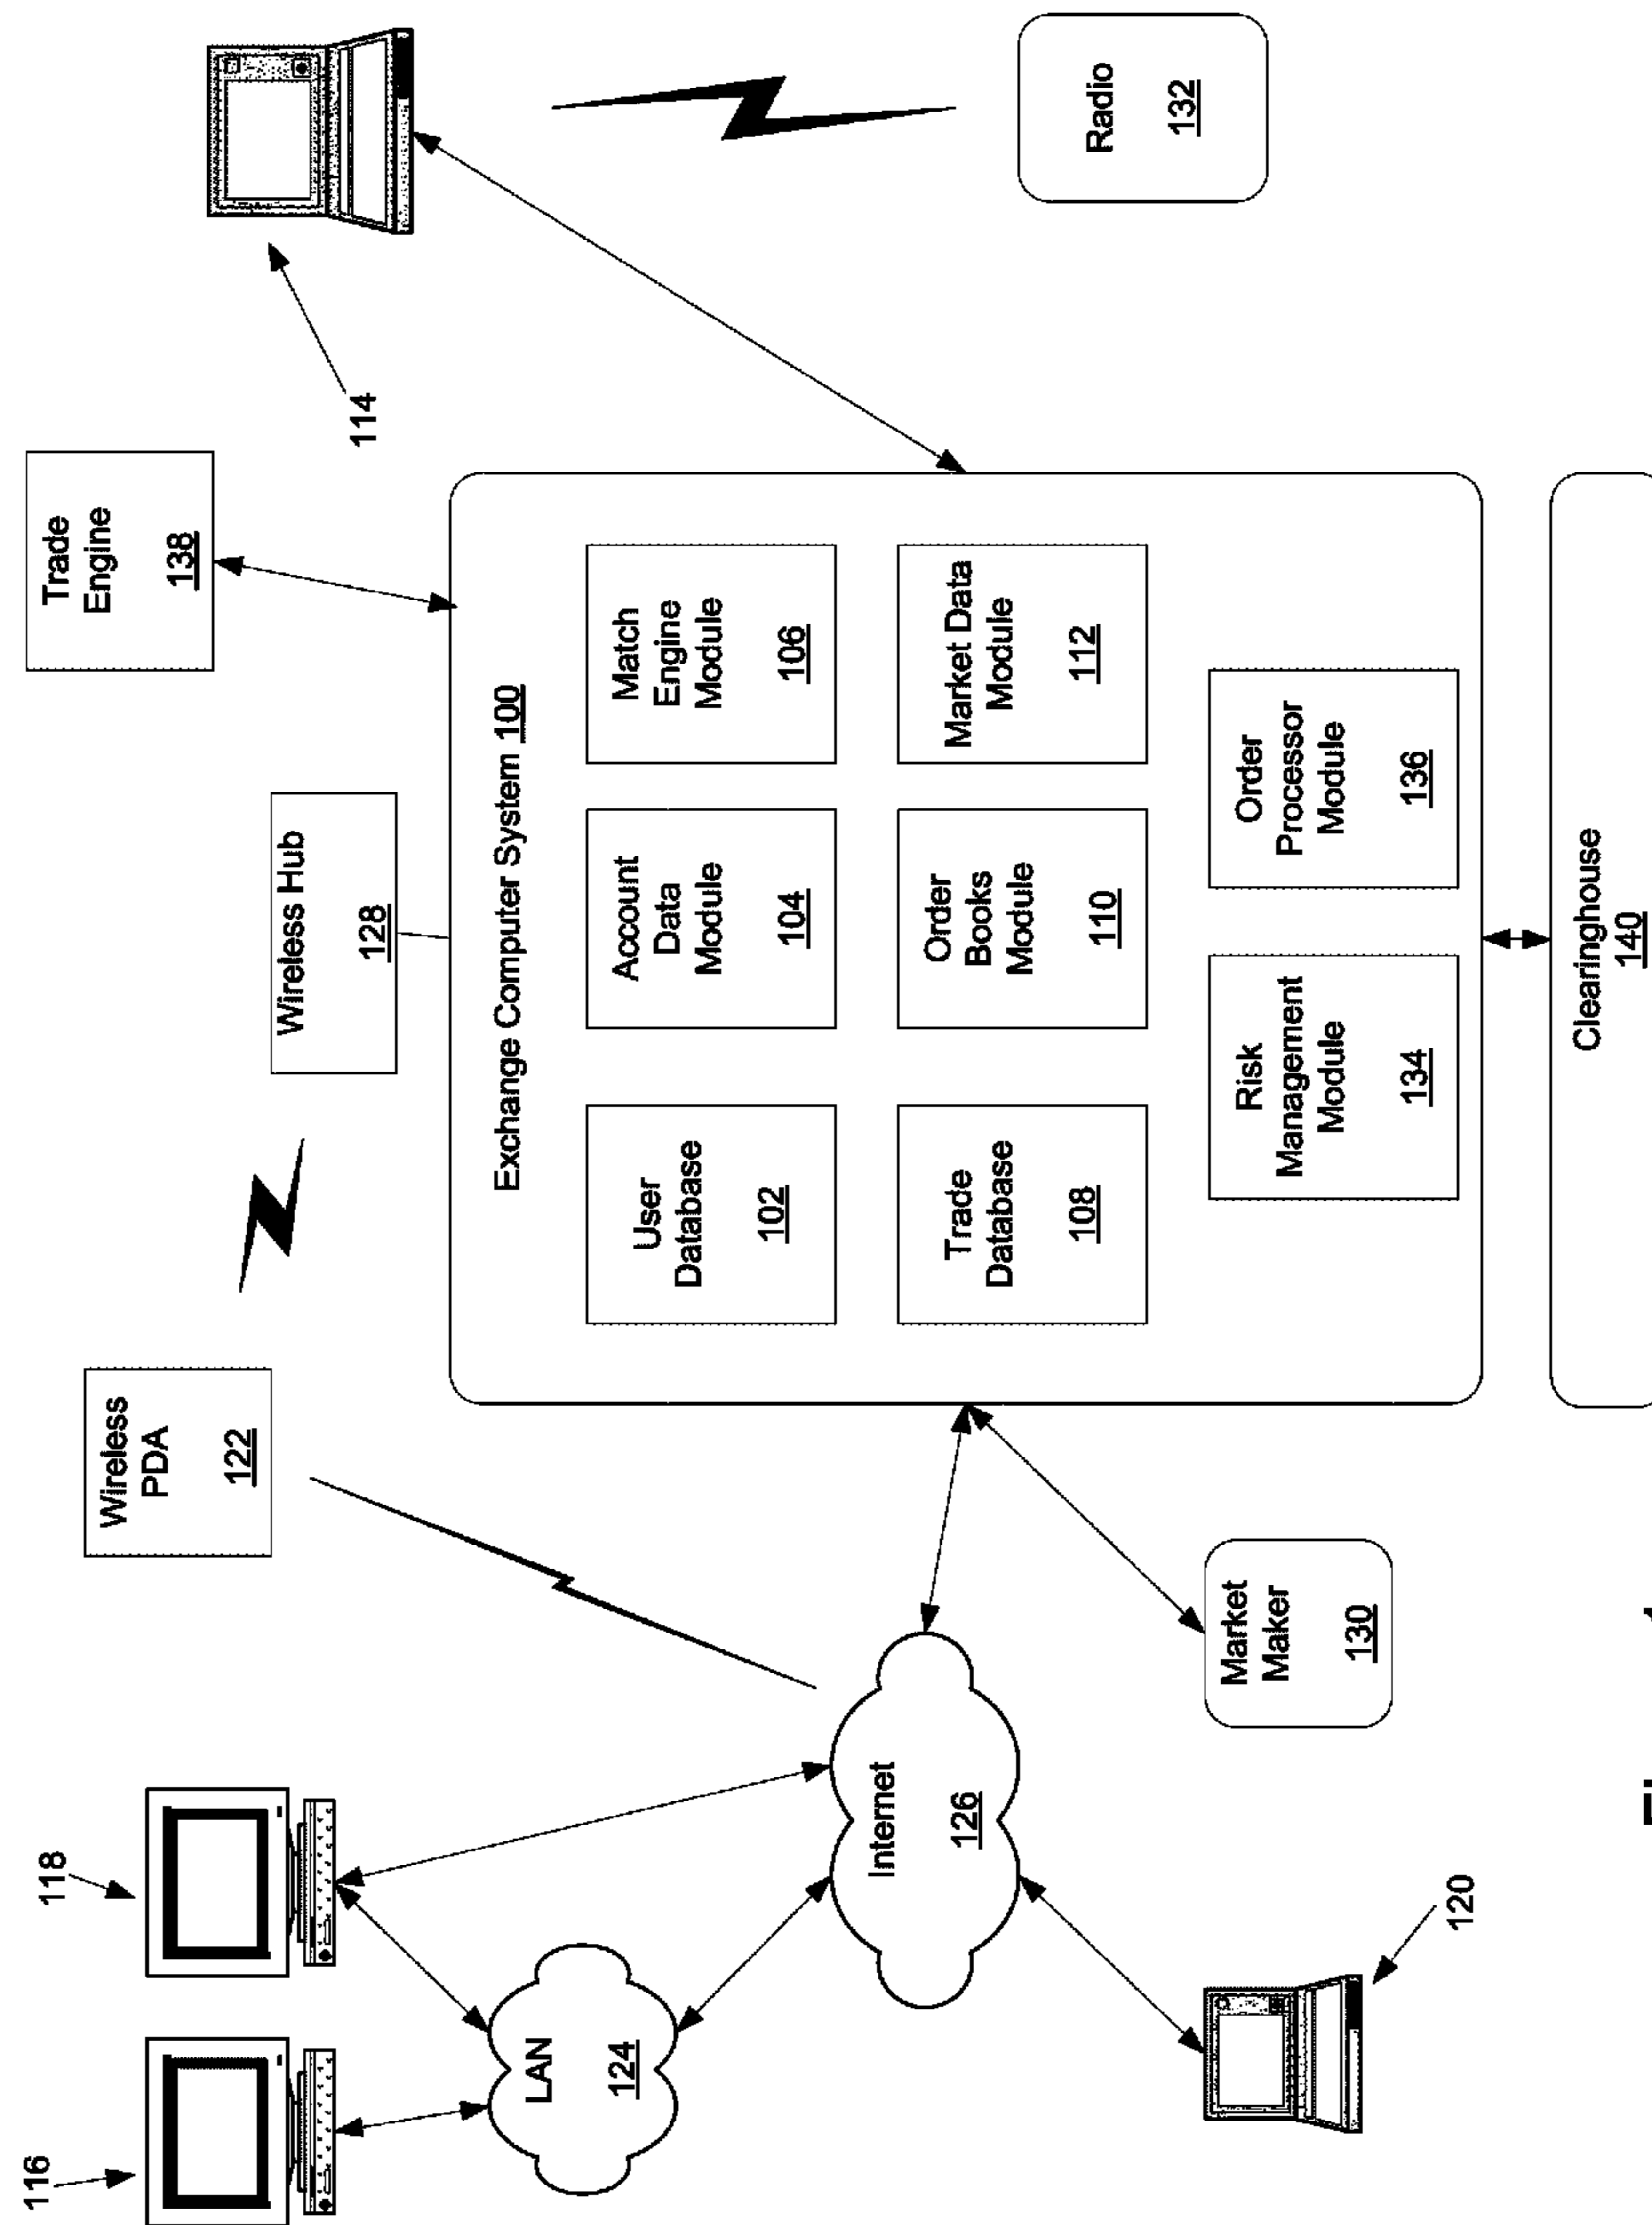 116
118
Trade
Engine
138
Wireless
PDA
122
Wireless Hub
128
114
Exchange Computer System 100
User
Database
102
Account
Data
Module
104
Match
Engine
Module
106
LAN
124
Internet
126
Trade
Database
108
Order
Books
Module
110
Market Data
Module
112
Radio
132
Market
Maker
130
Risk
Management
Module
134
Order
Processor
Module
136
120
Clearinghouse
140